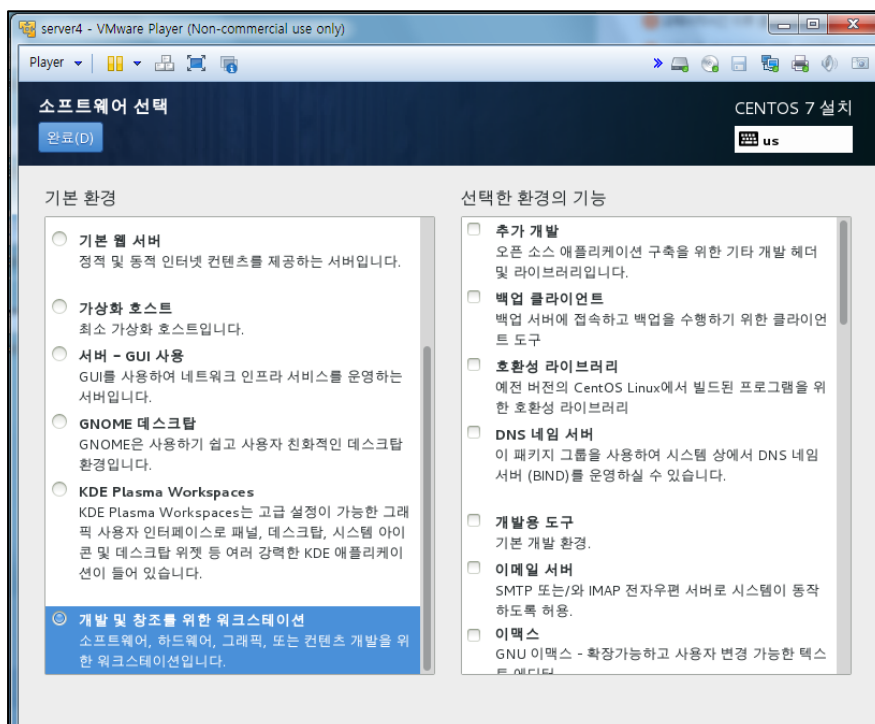 server4 - VMware Player (Non-commercial use only)
Player
소프트웨어 선택
CENTOS 7 설치
완료(D)
us
기본 환경
기본 웹 서버
정적 및 동적 인터넷 컨텐츠를 제공하는 서버입니다.
가상화 호스트
최소 가상화 호스트입니다.
서버 - GUI 사용
GUI를 사용하여 네트워크 인프라 서비스를 운영하는
서버입니다.
GNOME 데스크탑
GNOME은 사용하기 쉽고 사용자 친화적인 데스크탑
환경입니다.
KDE Plasma Workspaces
KDE Plasma Workspaces는 고급 설정이 가능한 그래
픽 사용자 인터페이스로 패널, 데스크탑, 시스템 아이
콘 및 데스크탑 위젯 등 여러 강력한 KDE 애플리케이
션이 들어 있습니다.
개발 및 창조를 위한 워크스테이션
소프트웨어, 하드웨어, 그래픽, 또는 컨텐츠 개발을 위
한 워크스테이션입니다.
선택한 환경의 기능
추가 개발
오픈 소스 애플리케이션 구축을 위한 기타 개발 헤더
및 라이브러리입니다.
백업 클라이언트
백업 서버에 접속하고 백업을 수행하기 위한 클라이언
트 도구
호환성 라이브러리
예전 버전의 CentOS Linux에서 빌드된 프로그램을 위
한 호환성 라이브러리
DNS 네임 서버
이 패키지 그룹을 사용하여 시스템 상에서 DNS 네임
서버 (BIND)를 운영하실 수 있습니다.
개발용 도구
기본 개발 환경.
이메일 서버
SMTP 또는/와 IMAP 전자우편 서버로 시스템이 동작
하도록 허용.
이맥스
GNU 이맥스 - 확장가능하고 사용자 변경 가능한 텍스
트 에디터